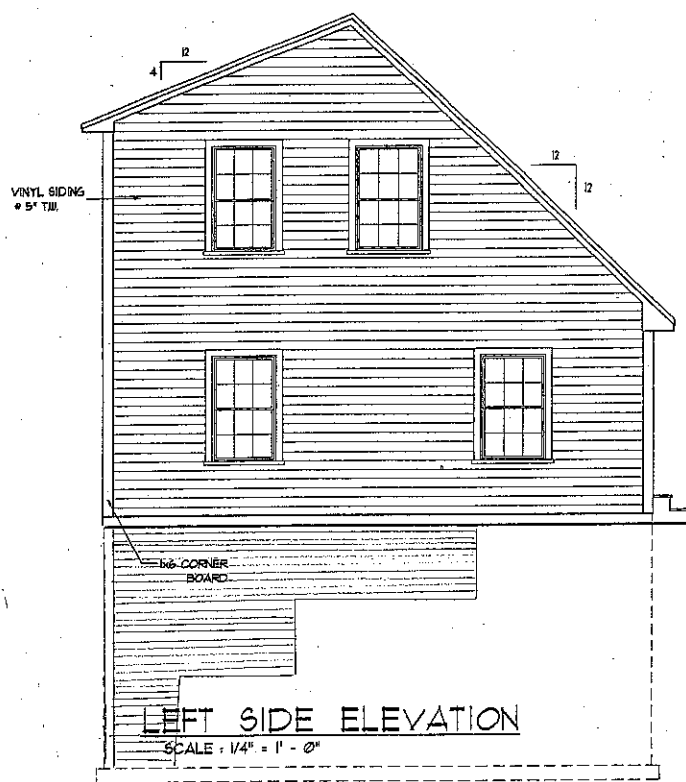 12
4
12
12
VINYL SIDING
@ 5" T.W.
1x6 CORNER
BOARD
LEFT SIDE ELEVATION
SCALE : 1/4" = 1' - 0"